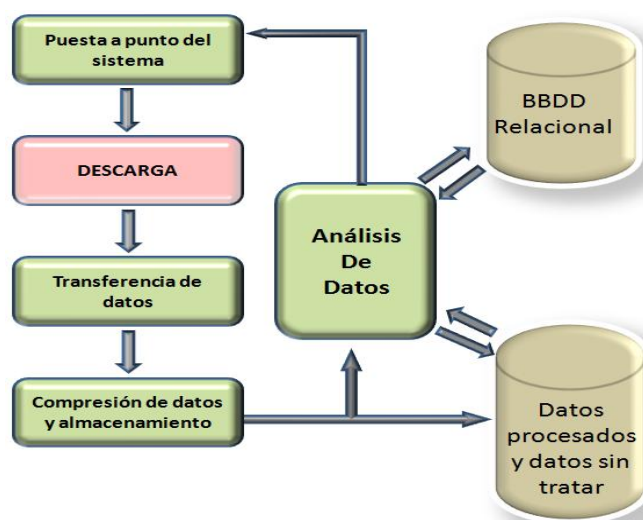 Puesta a punto del
sistema
DESCARGA
Transferencia de
datos
Compresión de datos
y almacenamiento
Análisis
De
Datos
BBDD
Relacional
Datos
procesados
y datos sin
tratar